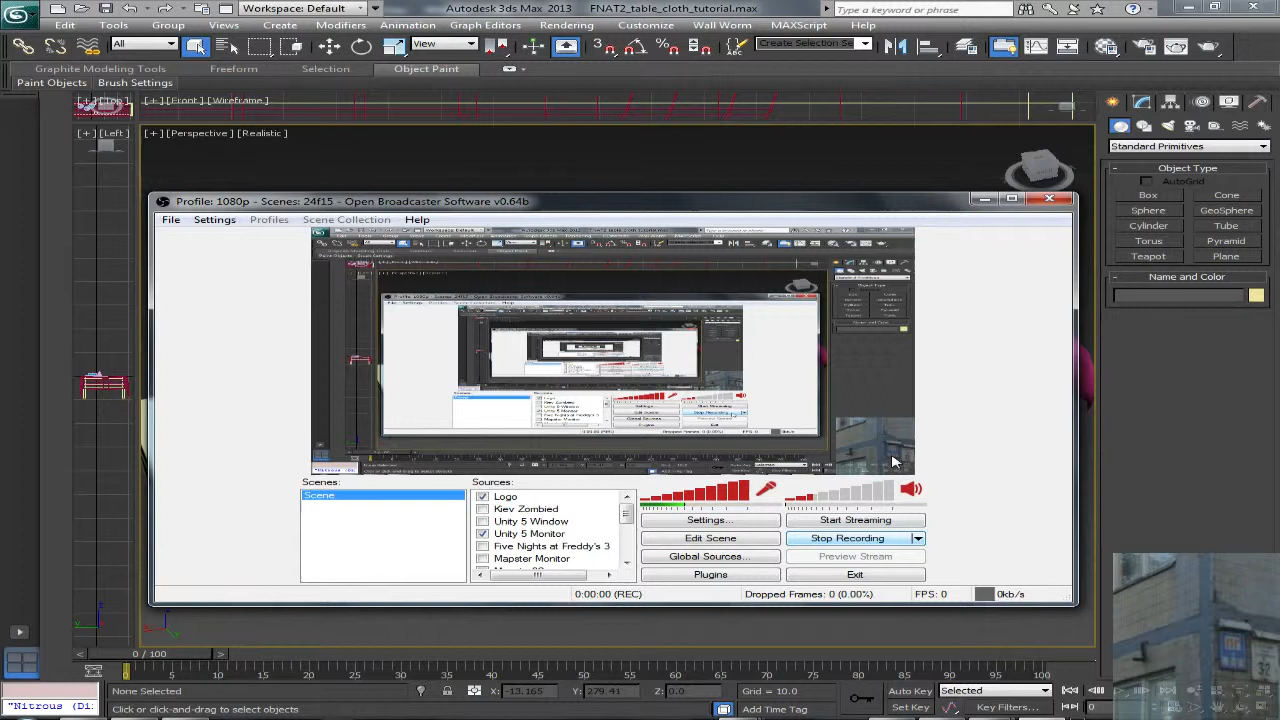 Workspace: Default
Autodesk 3ds Max 2013
FNAT2_table_cloth_tutorial.max
Type a keyword or phrase
Edit Tools Group Views Create Modifiers Animation Graph Editors Rendering Customize Wall Worm MAXScript Help
All
View
Create Selection Se
Graphite Modeling Tools Freeform Selection Object Paint
Paint Objects Brush Settings
[+] [Top] [+] [Front] [Wireframe]
[+] [Left] [+] [Perspective] [Realistic]
Standard Primitives
Object Type
AutoGrid
Box Cone
Sphere GeoSphere
Cylinder Tube
Torus Pyramid
Teapot Plane
Name and Color
Profile: 1080p - Scenes: 24f15 - Open Broadcaster Software v0.64b
File Settings Profiles Scene Collection Help
Scenes:
Scene
Sources:
Logo
Kiev Zombied
Unity 5 Window
Unity 5 Monitor
Five Nights at Freddy's 3
Mapster Monitor
Settings... Start Streaming
Edit Scene Stop Recording
Global Sources... Preview Stream
Plugins Exit
0:00:00 (REC) Dropped Frames: 0 (0.00%) FPS: 0 0kb/s
0 / 100
0 5 10 15 20 25 30 35 40 45 50 55 60 65 70 75 80 85 90 95 100
None Selected X: -13.165 Y: 279.41 Z: 0.0 Grid = 10.0 Auto Key Selected
"Nitrous (Di: Click or click-and-drag to select objects Add Time Tag Set Key Key Filters...